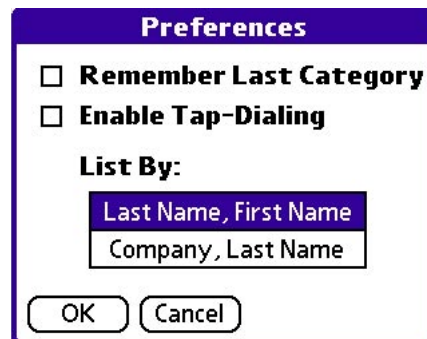 Preferences
Remember Last Category
Enable Tap-Dialing
List By:
Last Name, First Name
Company, Last Name
OK Cancel